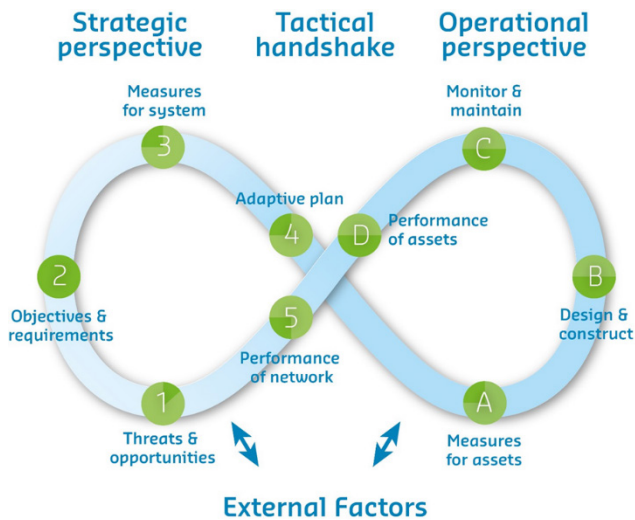 Strategic
perspective
Tactical
handshake
Operational
perspective
Measures
for system
Monitor &
maintain
3
C
Adaptive plan
4
D
Performance
of assets
2
B
Objectives &
requirements
5
Design &
construct
Performance
of network
1
A
Threats &
opportunities
Measures
for assets
External Factors